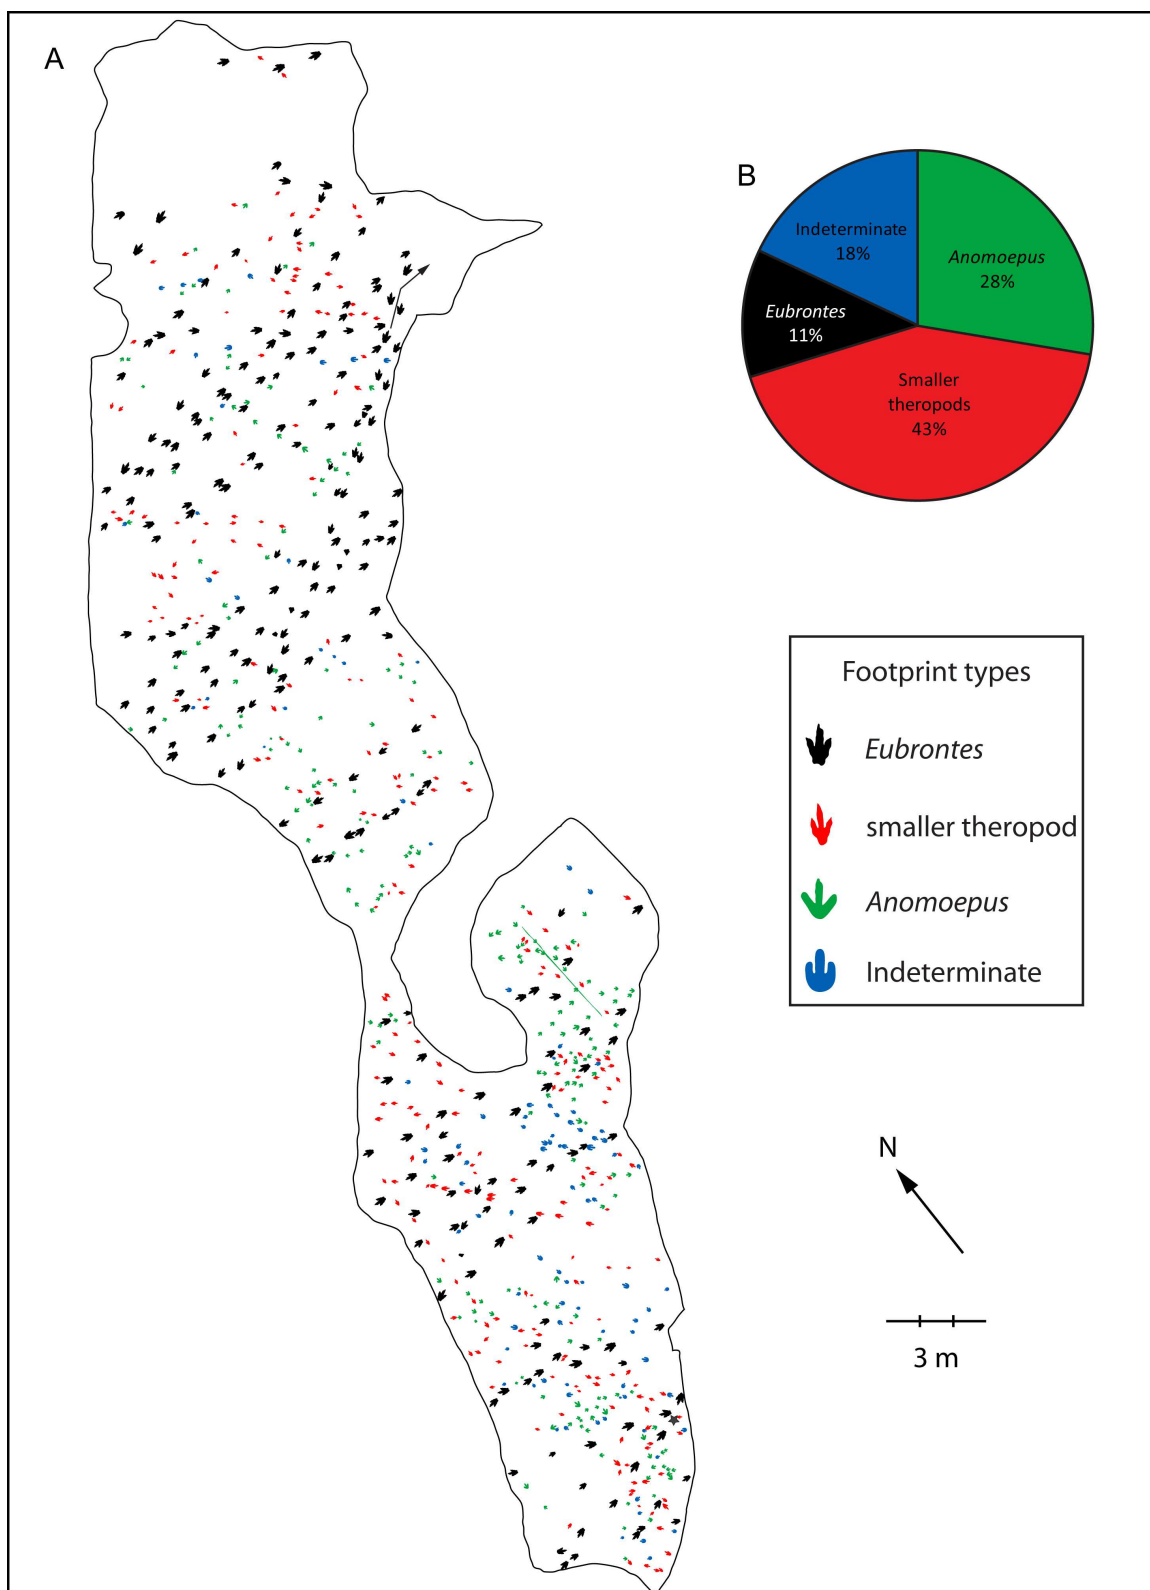 A
B
Indeterminate
18%
Anomoepus
28%
Eubrontes
11%
Smaller
theropods
43%
Footprint types
Eubrontes
smaller theropod
Anomoepus
Indeterminate
N
3 m